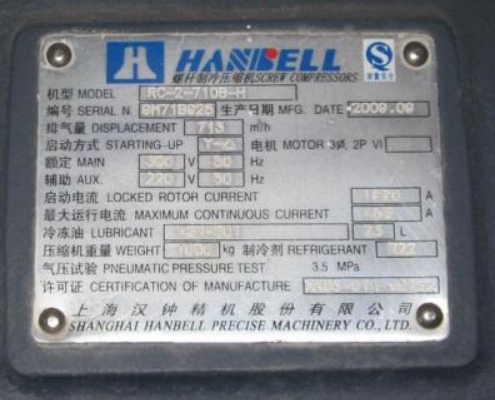 HANBELL
螺杆制冷压缩机SCREW COMPRESSORS
机型 MODEL RC-2-710B-H
编号 SERIAL N. 生产日期 MFG. DATE 2009.09
排气量 DISPLACEMENT 713 m³/h
启动方式 STARTING-UP Y-△ 电机 MOTOR 3Ø, 2P VI
额定 MAIN 380 V 50 Hz
辅助 AUX. 220 V 50 Hz
启动电流 LOCKED ROTOR CURRENT A
最大运行电流 MAXIMUM CONTINUOUS CURRENT A
冷冻油 LUBRICANT L
压缩机重量 WEIGHT kg 制冷剂 REFRIGERANT
气压试验 PNEUMATIC PRESSURE TEST 3.5 MPa
许可证 CERTIFICATION OF MANUFACTURE
上海汉钟精机股份有限公司
SHANGHAI HANBELL PRECISE MACHINERY CO., LTD.